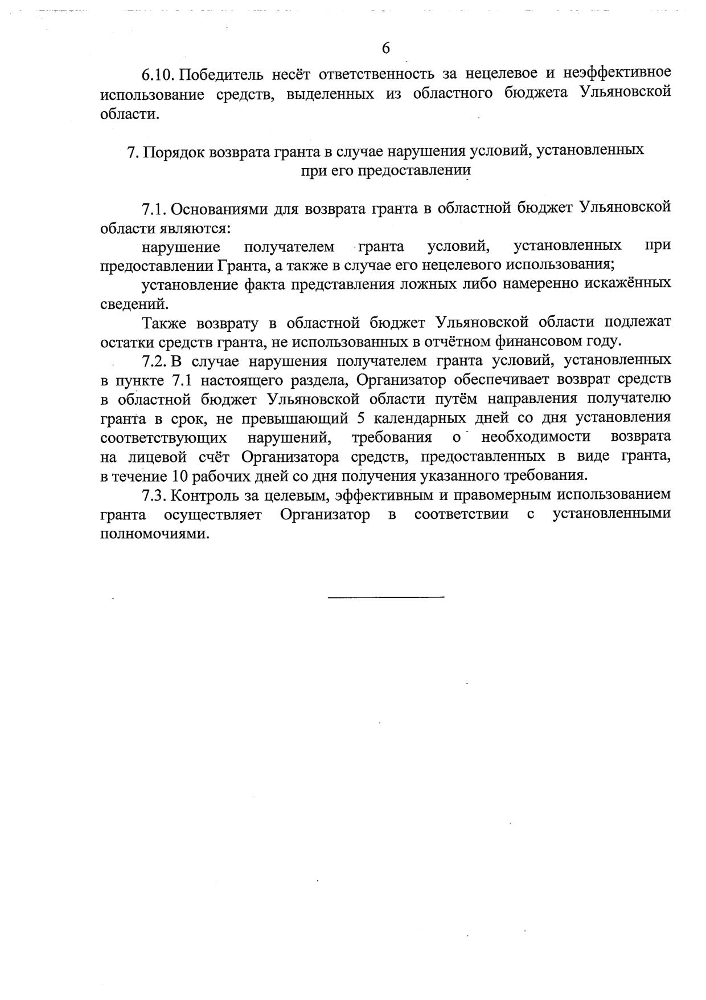 6
6.10. Победитель несёт ответственность за нецелевое и неэффективное
использование средств, выделенных из областного бюджета Ульяновской
области.
7. Порядок возврата гранта в случае нарушения условий, установленных
при его предоставлении
7.1. Основаниями для возврата гранта в областной бюджет Ульяновской
области являются:
нарушение получателем гранта условий, установленных при
предоставлении Гранта, а также в случае его нецелевого использования;
установление факта представления ложных либо намеренно искажённых
сведений.
Также возврату в областной бюджет Ульяновской области подлежат
остатки средств гранта, не использованных в отчётном финансовом году.
7.2. В случае нарушения получателем гранта условий, установленных
в пункте 7.1 настоящего раздела, Организатор обеспечивает возврат средств
в областной бюджет Ульяновской области путём направления получателю
гранта в срок, не превышающий 5 календарных дней со дня установления
соответствующих нарушений, требования о необходимости возврата
на лицевой счёт Организатора средств, предоставленных в виде гранта,
в течение 10 рабочих дней со дня получения указанного требования.
7.3. Контроль за целевым, эффективным и правомерным использованием
гранта осуществляет Организатор в соответствии с установленными
полномочиями.